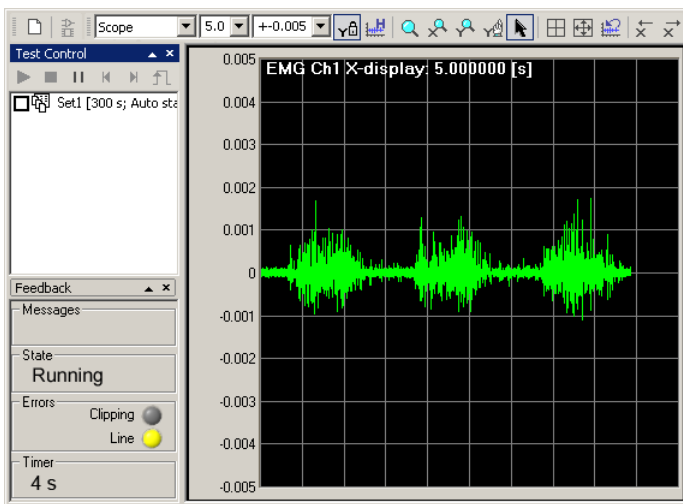 Scope 5.0 +-0.005
Test Control
Set1 [300 s; Auto sta
Feedback
Messages
State
Running
Errors
Clipping
Line
Timer
4 s
EMG Ch1 X-display: 5.000000 [s]
0.005
0.004
0.003
0.002
0.001
0
-0.001
-0.002
-0.003
-0.004
-0.005